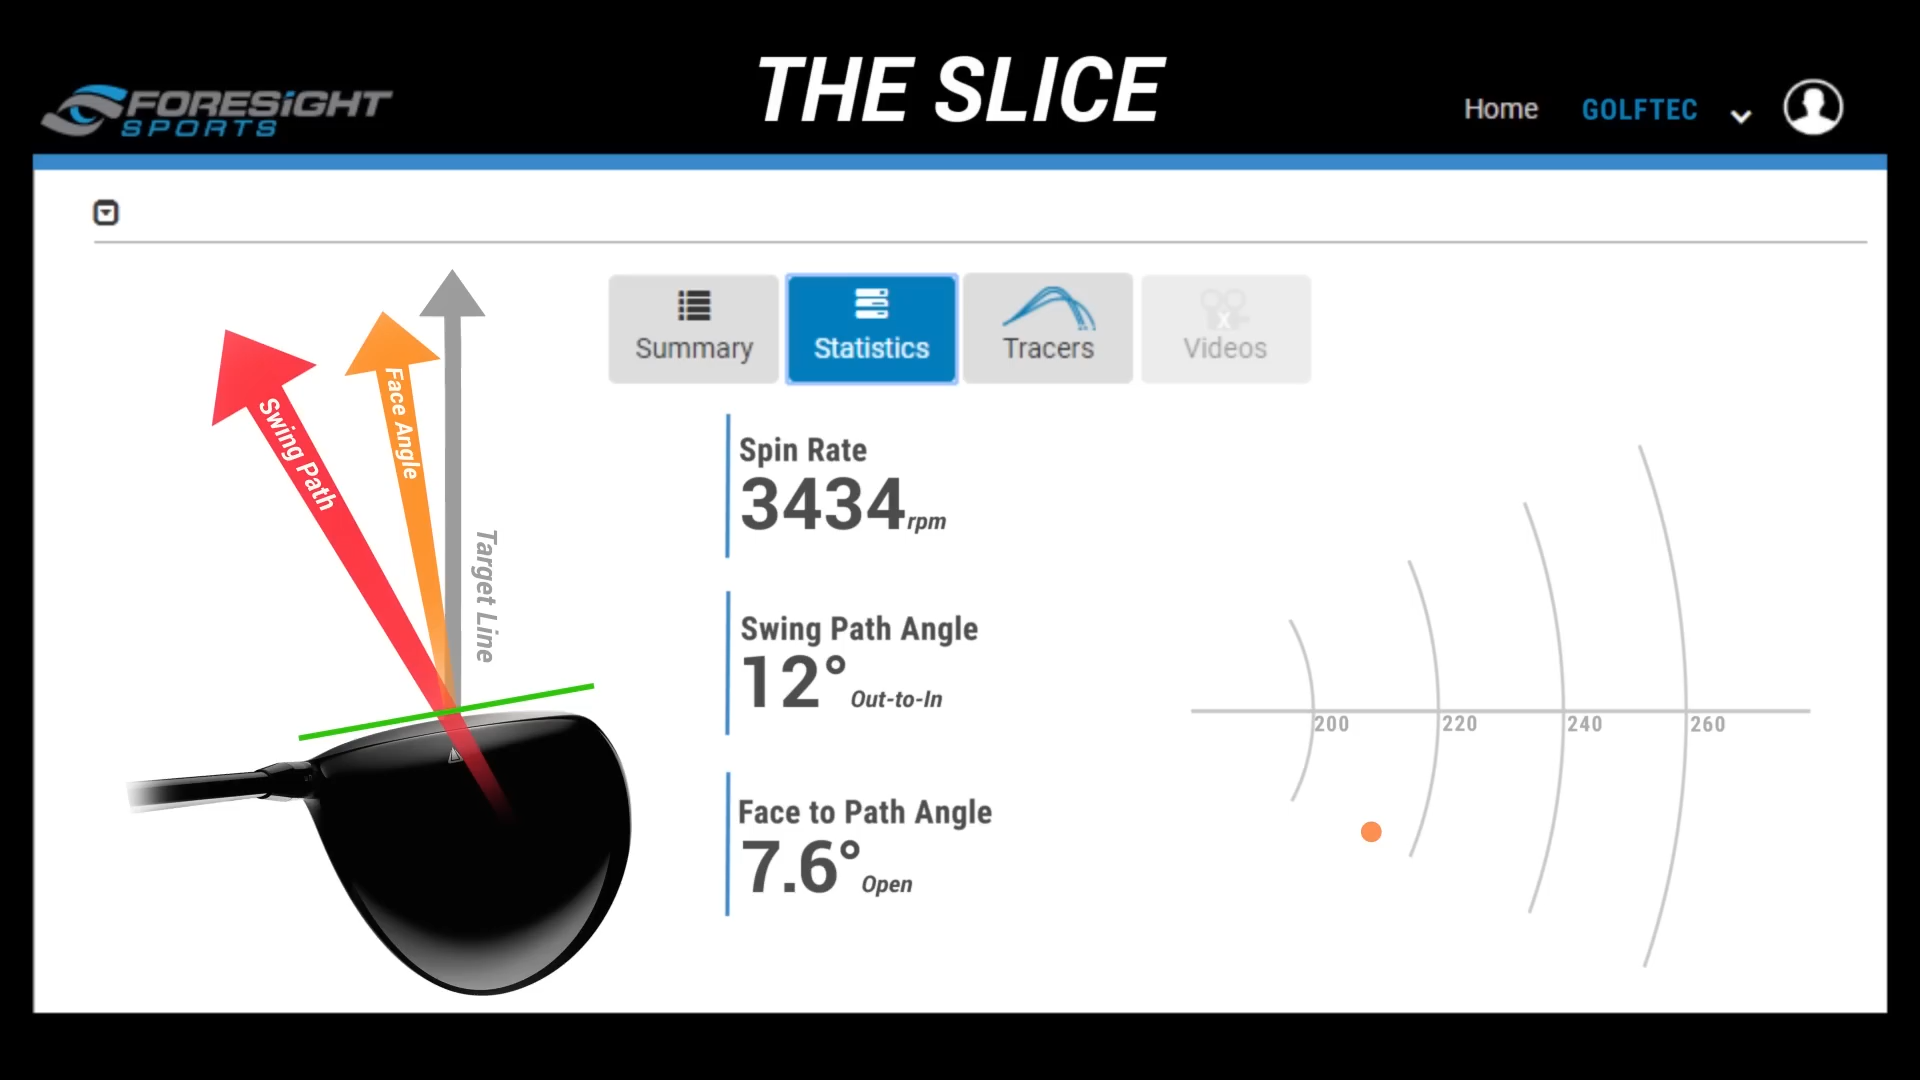 THE SLICE
FORESiGHT
SPORTS
Home
GOLFTEC
Summary
Statistics
Tracers
Videos
Swing Path
Face Angle
Target Line
Spin Rate
3434rpm
Swing Path Angle
12° Out-to-In
Face to Path Angle
7.6° Open
200
220
240
260